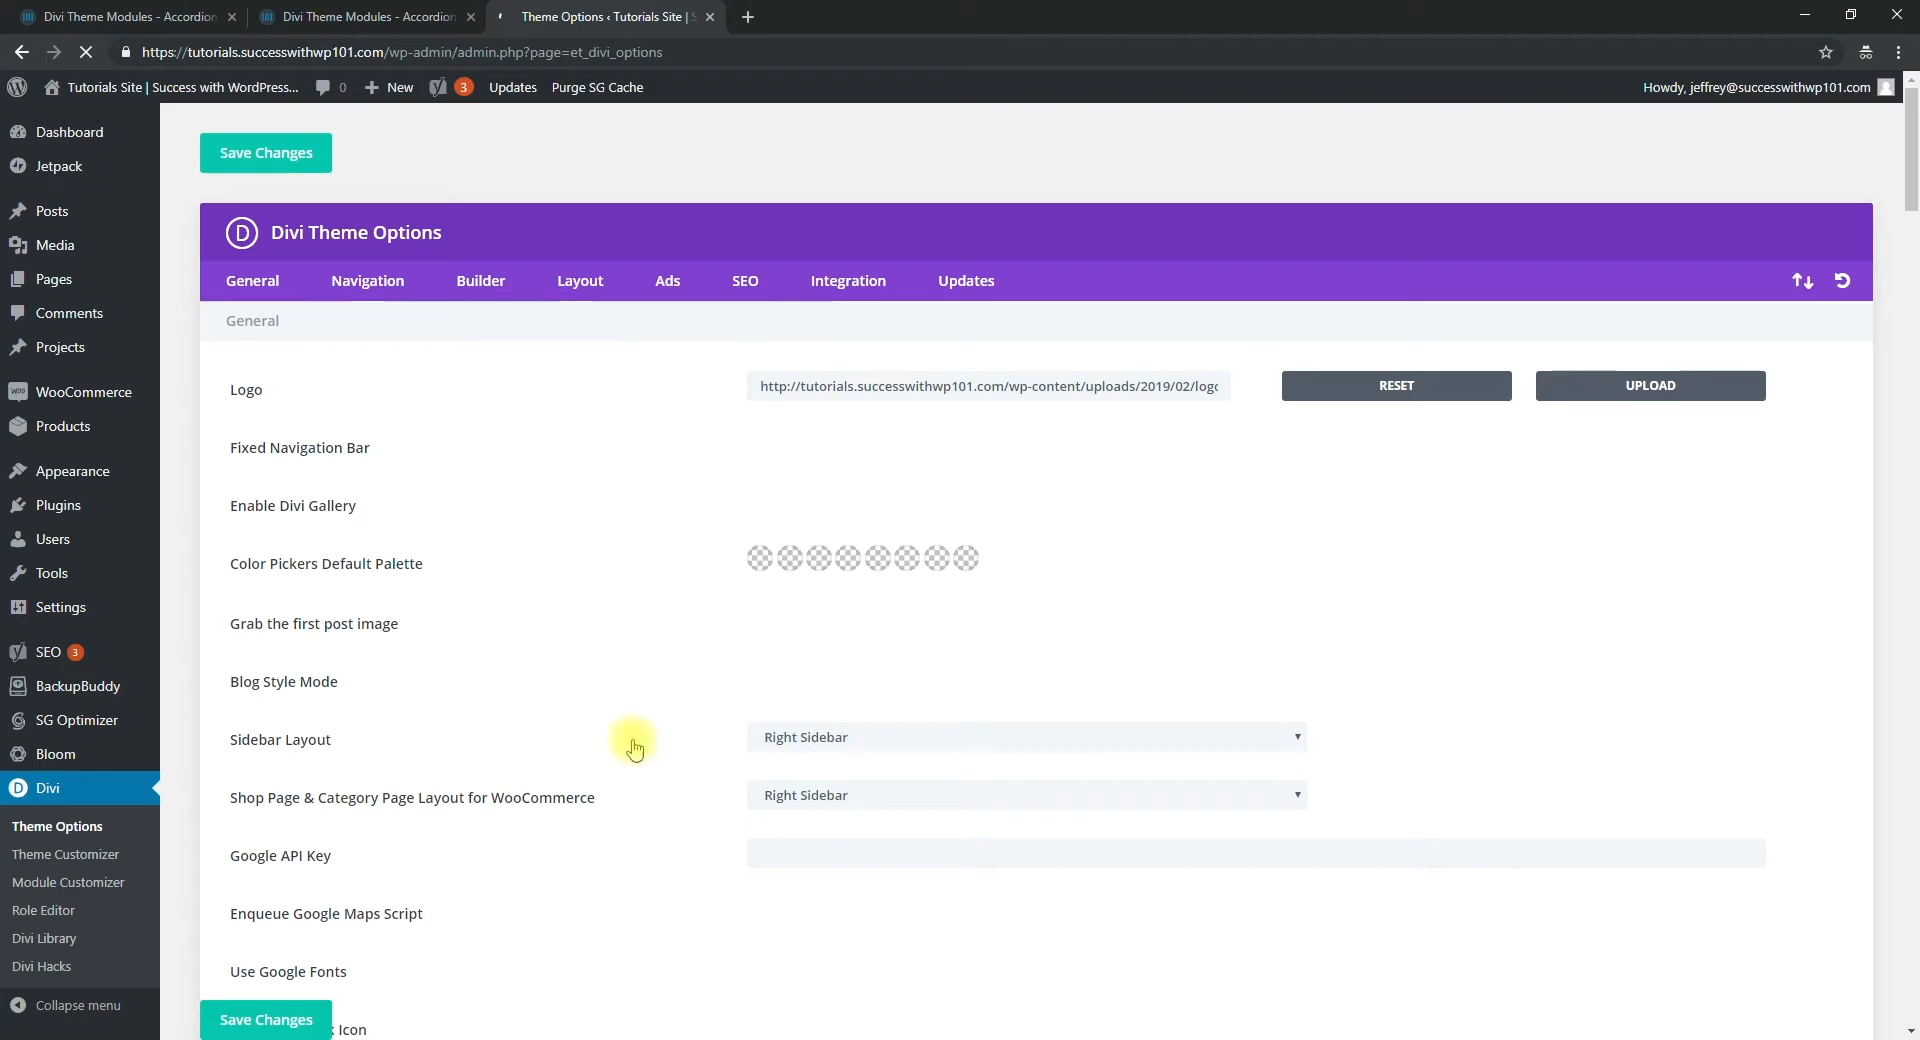 Divi Theme Modules - Accordion
Divi Theme Modules - Accordion
Theme Options ‹ Tutorials Site | S
https://tutorials.successwithwp101.com/wp-admin/admin.php?page=et_divi_options
Tutorials Site | Success with WordPress...
0
New
3
Updates
Purge SG Cache
Howdy, jeffrey@successwithwp101.com
Dashboard
Jetpack
Posts
Media
Pages
Comments
Projects
WooCommerce
Products
Appearance
Plugins
Users
Tools
Settings
SEO 3
BackupBuddy
SG Optimizer
Bloom
Divi
Theme Options
Theme Customizer
Module Customizer
Role Editor
Divi Library
Divi Hacks
Collapse menu
Save Changes
Divi Theme Options
General Navigation Builder Layout Ads SEO Integration Updates
General
Logo
http://tutorials.successwithwp101.com/wp-content/uploads/2019/02/logo
RESET
UPLOAD
Fixed Navigation Bar
Enable Divi Gallery
Color Pickers Default Palette
Grab the first post image
Blog Style Mode
Sidebar Layout
Right Sidebar
Shop Page & Category Page Layout for WooCommerce
Right Sidebar
Google API Key
Enqueue Google Maps Script
Use Google Fonts
Save Changes
k Icon